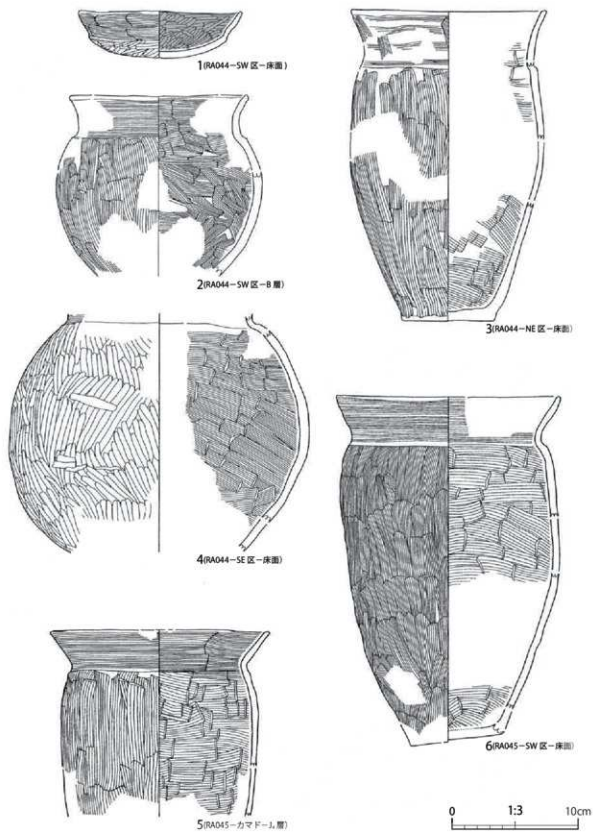 1(RA044-SW区-床面)
2(RA044-SW区-B層)
3(RA044-NE区-床面)
4(RA044-SE区-床面)
5(RA045-カマド-IL層)
6(RA045-SW区-床面)
0 1:3 10cm